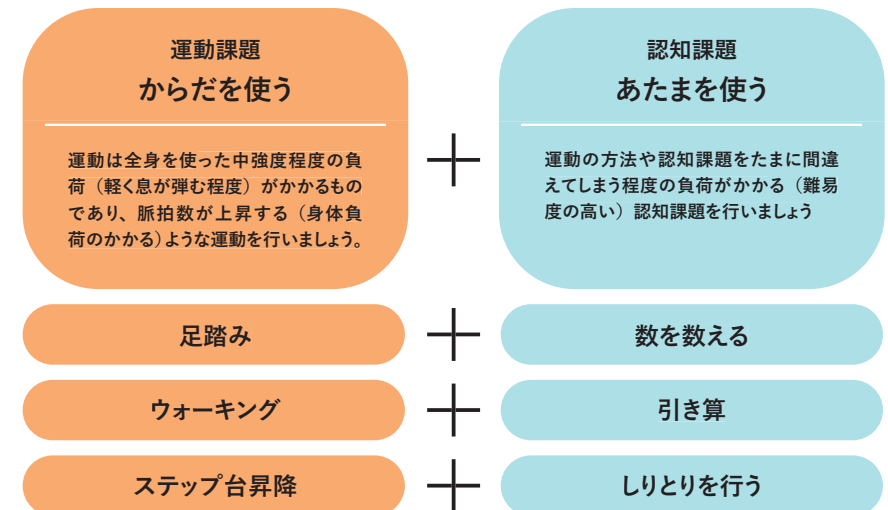 運動課題
からだを使う
運動は全身を使った中強度程度の負
荷（軽く息が弾む程度）がかかるもの
であり、脈拍数が上昇する（身体負
荷のかかる）ような運動を行いましょう。
認知課題
あたまを使う
運動の方法や認知課題をたまに間違
えてしまう程度の負荷がかかる（難易
度の高い）認知課題を行いましょう
足踏み
数を数える
ウォーキング
引き算
ステップ台昇降
しりとりを行う